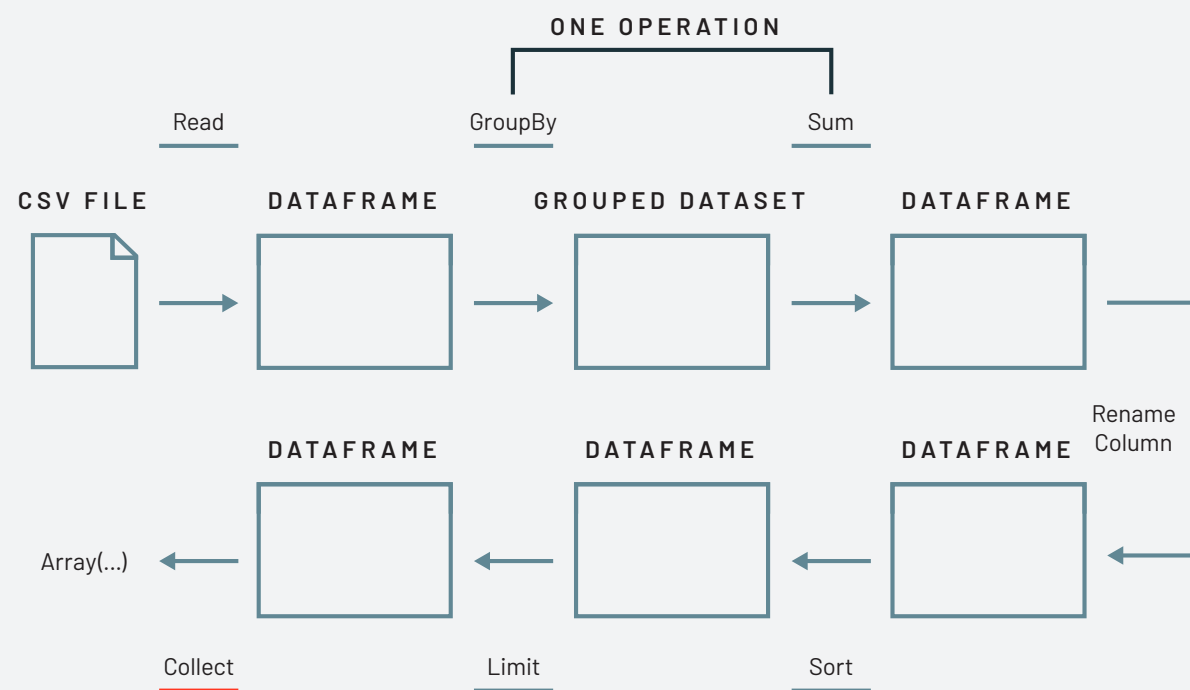 ONE OPERATION
Read
GroupBy
Sum
CSV FILE
DATAFRAME
GROUPED DATASET
DATAFRAME
Rename
Column
DATAFRAME
DATAFRAME
DATAFRAME
Array(...)
Collect
Limit
Sort